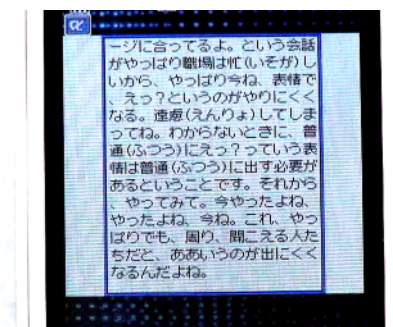 ージに合ってるよ。という会話
がやっぱり職場は忙(いそが)し
いから、やっぱり今ね、表情で
、えっ？というのがやりにくく
なる。遠慮(えんりょ)してしま
ってね。わからないときに、普
通(ふつう)にえっ？っていう表
情は普通(ふつう)に出す必要が
あるということです。それから
、やってみて。今やったよね、
やったよね、今ね。これ、やっ
ぱりでも、周り、聞こえる人た
ちだと、ああいうのが出にくく
なるんだよね。